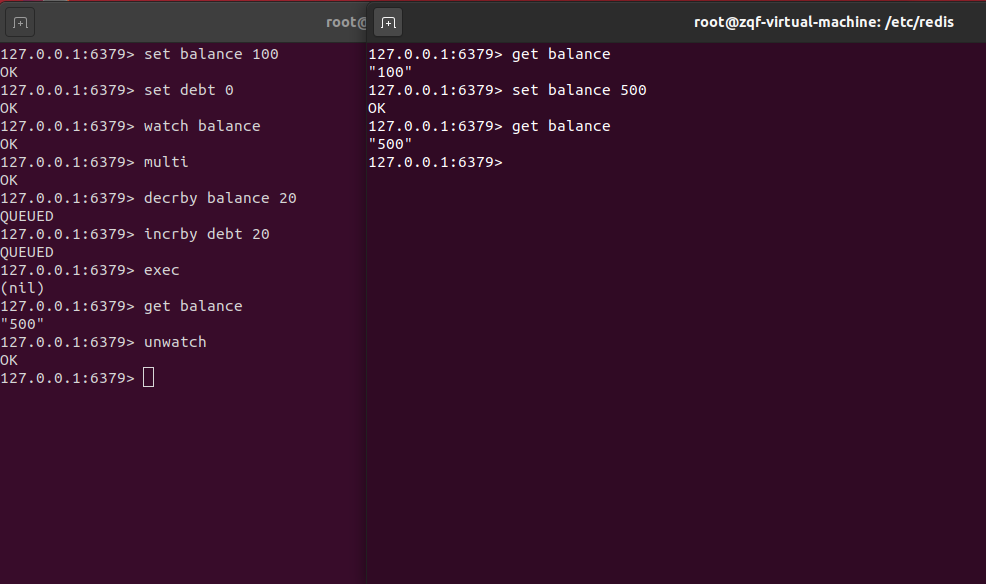 root@
127.0.0.1:6379> set balance 100
OK
127.0.0.1:6379> set debt 0
OK
127.0.0.1:6379> watch balance
OK
127.0.0.1:6379> multi
OK
127.0.0.1:6379> decrby balance 20
QUEUED
127.0.0.1:6379> incrby debt 20
QUEUED
127.0.0.1:6379> exec
(nil)
127.0.0.1:6379> get balance
"500"
127.0.0.1:6379> unwatch
OK
127.0.0.1:6379>
root@zqf-virtual-machine: /etc/redis
127.0.0.1:6379> get balance
"100"
127.0.0.1:6379> set balance 500
OK
127.0.0.1:6379> get balance
"500"
127.0.0.1:6379>